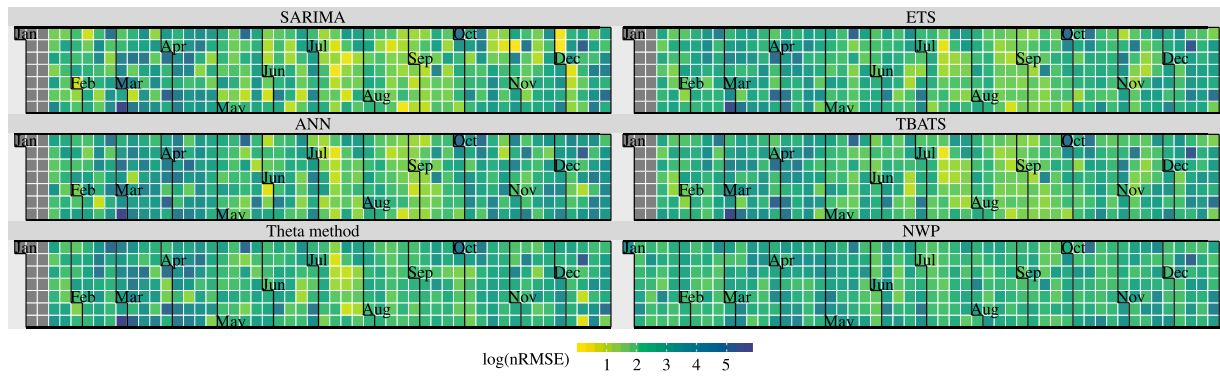 SARIMA ETS
Jan Apr Jul Oct
Sep Dec
Feb Mar Jun Nov
May Aug
Apr Jul Oct
Sep Dec
Feb Mar Jun Nov
May Aug
ANN TBATS
Jan Apr Jul Oct
Sep Dec
Feb Mar Jun Nov
May Aug
Apr Jul Oct
Sep Dec
Feb Mar Jun Nov
May Aug
Theta method NWP
Jan Apr Jul Oct
Sep Dec
Feb Mar Jun Nov
May Aug
Apr Jul Oct
Sep Dec
Feb Mar Jun Nov
May Aug
log(nRMSE) 1 2 3 4 5